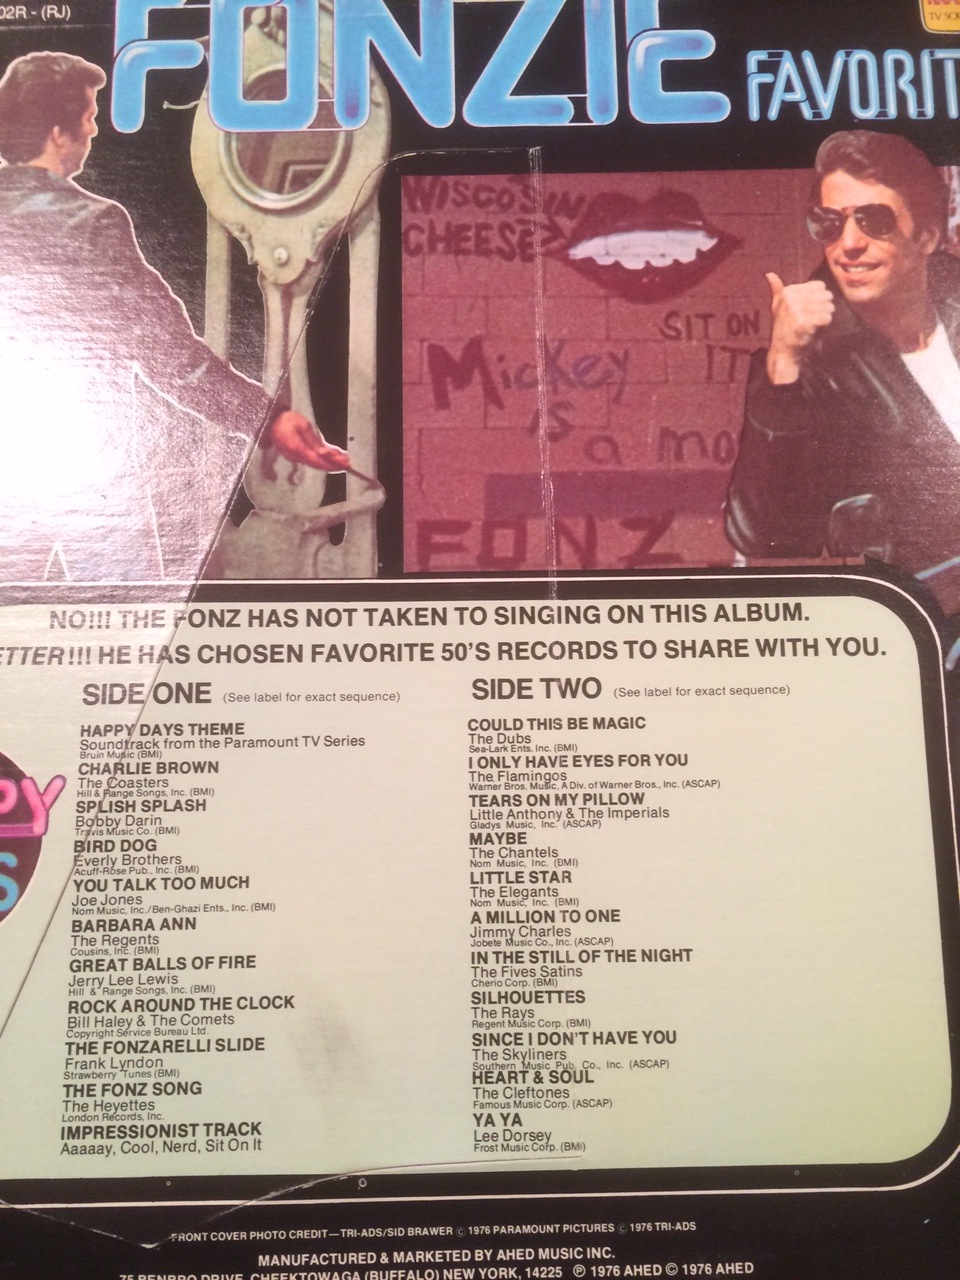 02R - (RJ)
FONZIE
FAVORIT
TV SO
WISCOSIN
CHEESE
SIT ON
IT
Mickey
is
a mo
FONZ
NO!!! THE FONZ HAS NOT TAKEN TO SINGING ON THIS ALBUM.
ETTER!!! HE HAS CHOSEN FAVORITE 50'S RECORDS TO SHARE WITH YOU.
SIDE ONE (See label for exact sequence)
HAPPY DAYS THEME
Soundtrack from the Paramount TV Series
Bruin Music (BMI)
CHARLIE BROWN
The Coasters
Hill & Range Songs, Inc. (BMI)
SPLISH SPLASH
Bobby Darin
Travis Music Co. (BMI)
BIRD DOG
Everly Brothers
Acuff-Rose Pub., Inc. (BMI)
YOU TALK TOO MUCH
Joe Jones
Nom Music, Inc./Ben-Ghazi Ents., Inc. (BMI)
BARBARA ANN
The Regents
Cousins, Inc. (BMI)
GREAT BALLS OF FIRE
Jerry Lee Lewis
Hill & Range Songs, Inc. (BMI)
ROCK AROUND THE CLOCK
Bill Haley & The Comets
Copyright Service Bureau Ltd.
THE FONZARELLI SLIDE
Frank Lyndon
Strawberry Tunes (BMI)
THE FONZ SONG
The Heyettes
London Records, Inc.
IMPRESSIONIST TRACK
Aaaaay, Cool, Nerd, Sit On It
SIDE TWO (See label for exact sequence)
COULD THIS BE MAGIC
The Dubs
Sea-Lark Ents. Inc. (BMI)
I ONLY HAVE EYES FOR YOU
The Flamingos
Warner Bros. Music, A Div. of Warner Bros., Inc. (ASCAP)
TEARS ON MY PILLOW
Little Anthony & The Imperials
Gladys Music, Inc. (ASCAP)
MAYBE
The Chantels
Nom Music, Inc. (BMI)
LITTLE STAR
The Elegants
Nom Music, Inc. (BMI)
A MILLION TO ONE
Jimmy Charles
Jobete Music Co., Inc. (ASCAP)
IN THE STILL OF THE NIGHT
The Fives Satins
Cherio Corp. (BMI)
SILHOUETTES
The Rays
Regent Music Corp. (BMI)
SINCE I DON'T HAVE YOU
The Skyliners
Southern Music Pub. Co., Inc. (ASCAP)
HEART & SOUL
The Cleftones
Famous Music Corp. (ASCAP)
YA YA
Lee Dorsey
Frost Music Corp. (BMI)
PY
S
FRONT COVER PHOTO CREDIT—TRI-ADS/SID BRAWER © 1976 PARAMOUNT PICTURES © 1976 TRI-ADS
MANUFACTURED & MARKETED BY AHED MUSIC INC.
75 RENBRO DRIVE, CHEEKTOWAGA (BUFFALO) NEW YORK, 14225 ℗ 1976 AHED © 1976 AHED